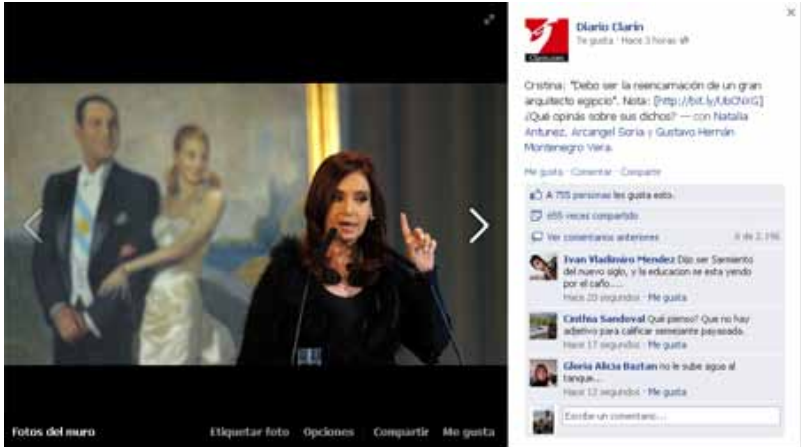 Diario Clarín
Te gusta · Hace 3 horas
Clarin.com
Cristina: "Debo ser la reencarnación de un gran
arquitecto egipcio". Nota: [http://bit.ly/UbCNXG]
¿Qué opinás sobre sus dichos? — con Natalia
Antunez, Arcangel Soria y Gustavo Hernán
Montenegro Vera.
Me gusta · Comentar · Compartir
A 755 personas les gusta esto.
655 veces compartido
Ver comentarios anteriores
Ivan Vladimiro Mendez Dijo ser Sarmiento
del nuevo siglo, y la educacion se esta yendo
por el caño....
Hace 20 segundos · Me gusta
Cinthia Sandoval Qué pienso? Que no hay
adjetivo para calificar semejante payasada.
Hace 17 segundos · Me gusta
Gloria Alicia Baztan no le sube agua al
tanque...
Hace 12 segundos · Me gusta
Escribe un comentario...
Fotos del muro
Etiquetar foto Opciones Compartir Me gusta